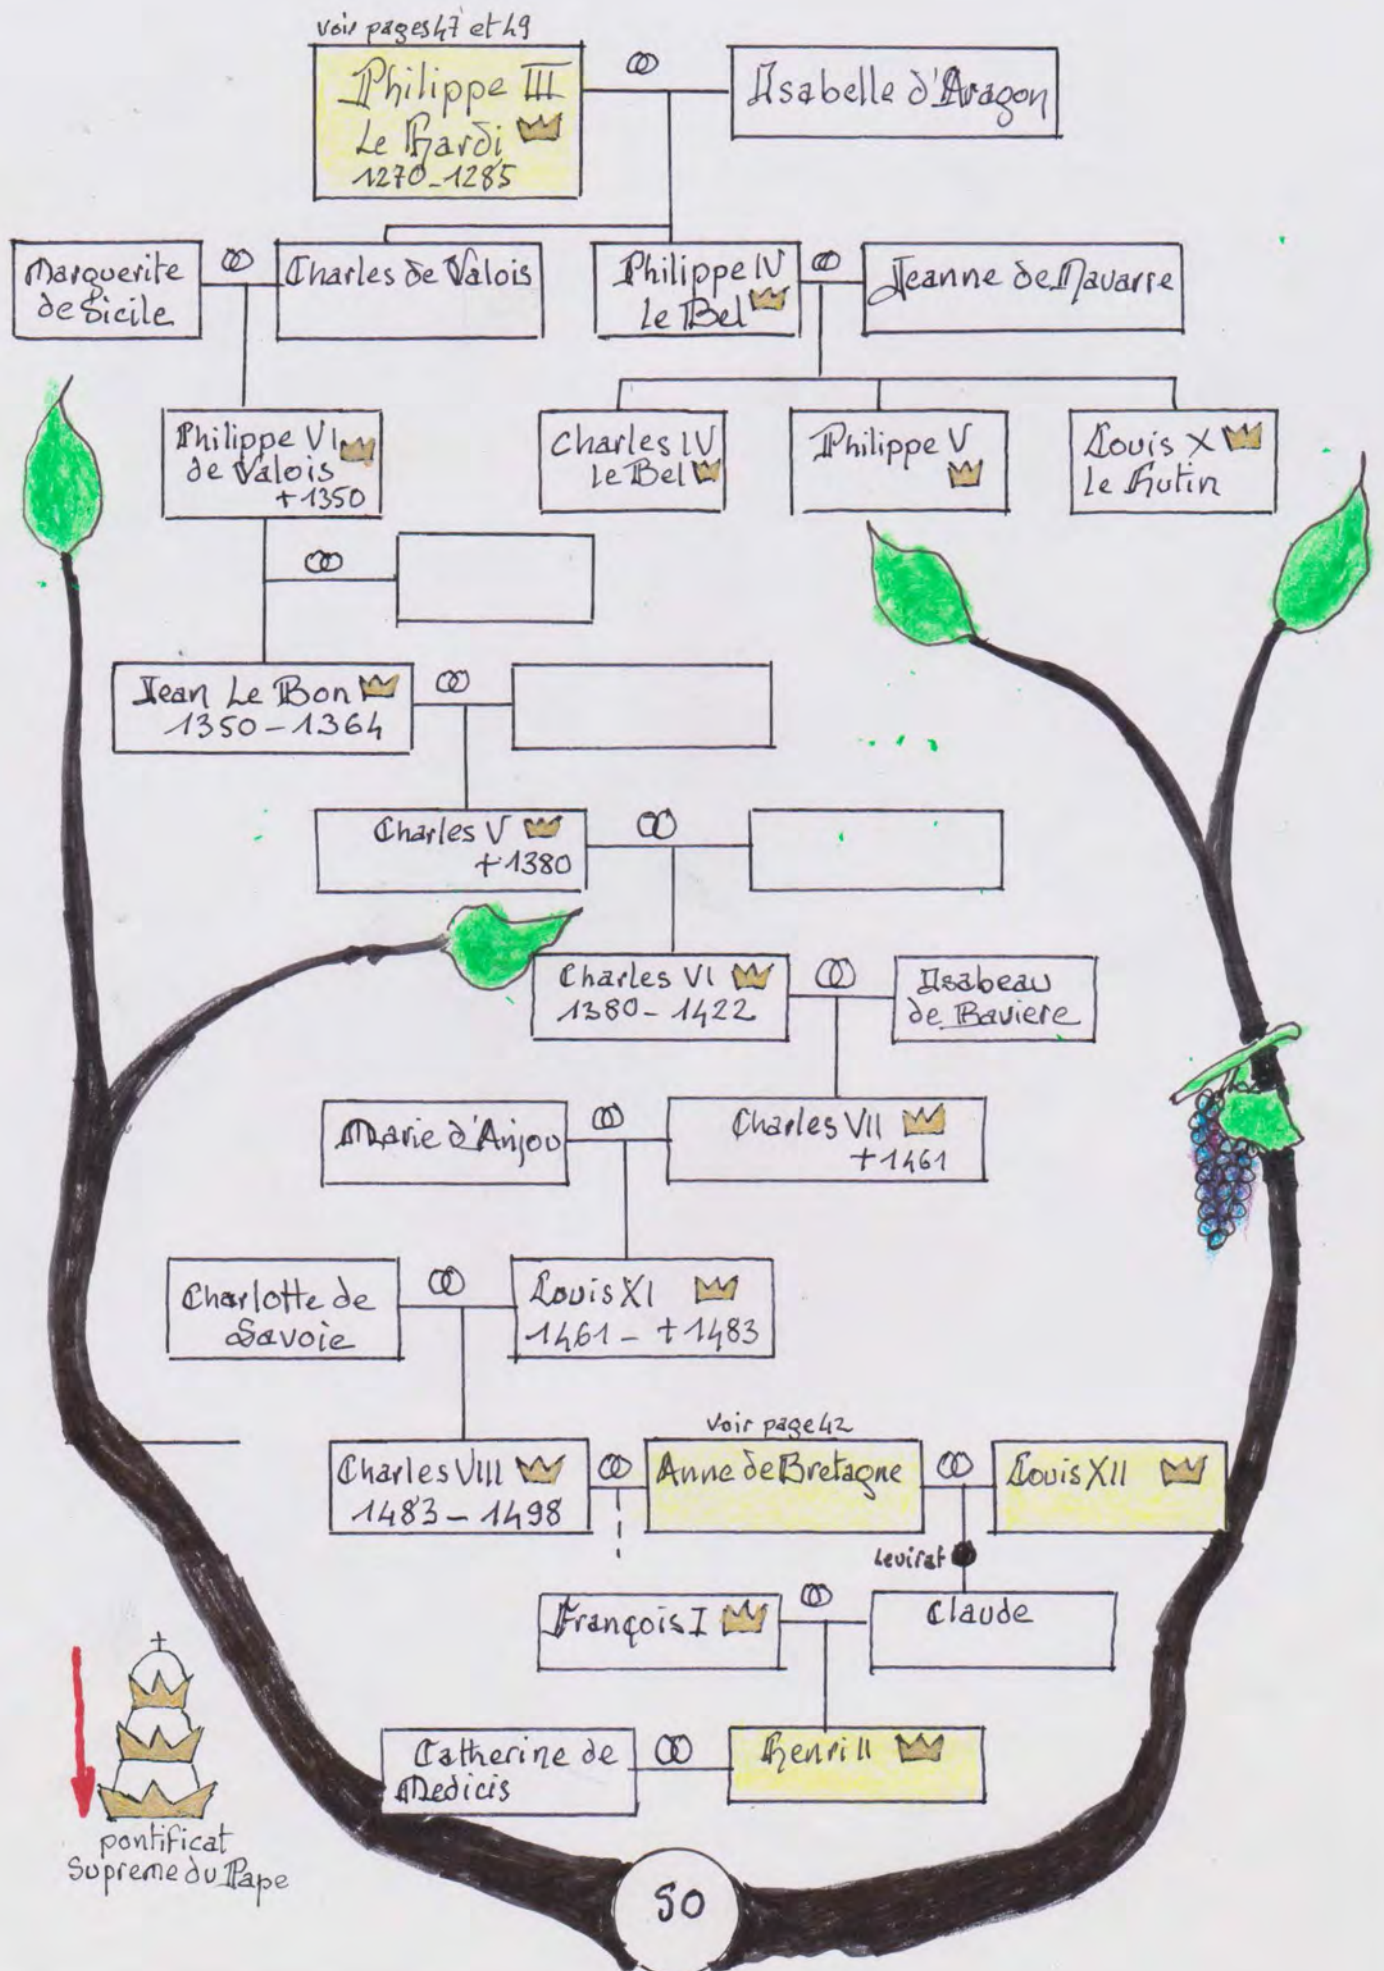 voir pages 47 et 49
Philippe III
Le Hardi
1270-1285
Isabelle d'Aragon
Marguerite
de Sicile
Charles de Valois
Philippe IV
Le Bel
Jeanne de Navarre
Philippe VI
de Valois
+1350
Charles IV
le Bel
Philippe V
Louis X
Le Hutin
Jean Le Bon
1350-1364
Charles V
+1380
Charles VI
1380-1422
Isabeau
de Baviere
Marie d'Anjou
Charles VII
+1461
Charlotte de
Savoie
Louis XI
1461-+1483
voir page 42
Charles VIII
1483-1498
Anne de Bretagne
Louis XII
Levirat
François I
Claude
Catherine de
Medicis
Henri II
pontificat
Supreme du Pape
50